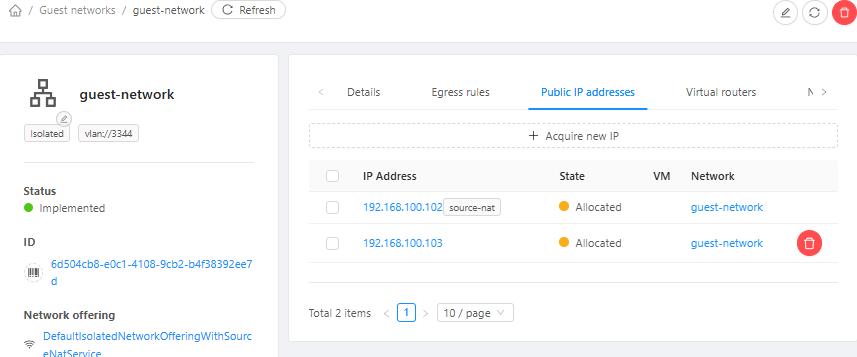 / Guest networks / guest-network Refresh
guest-network
Isolated vlan://3344
Status
Implemented
ID
6d504cb8-e0c1-4108-9cb2-b4f38392ee7
d
Network offering
DefaultIsolatedNetworkOfferingWithSourc
eNatService
< Details Egress rules Public IP addresses Virtual routers N >
+ Acquire new IP
IP Address State VM Network
192.168.100.102 source-nat Allocated guest-network
192.168.100.103 Allocated guest-network
Total 2 items < 1 > 10 / page